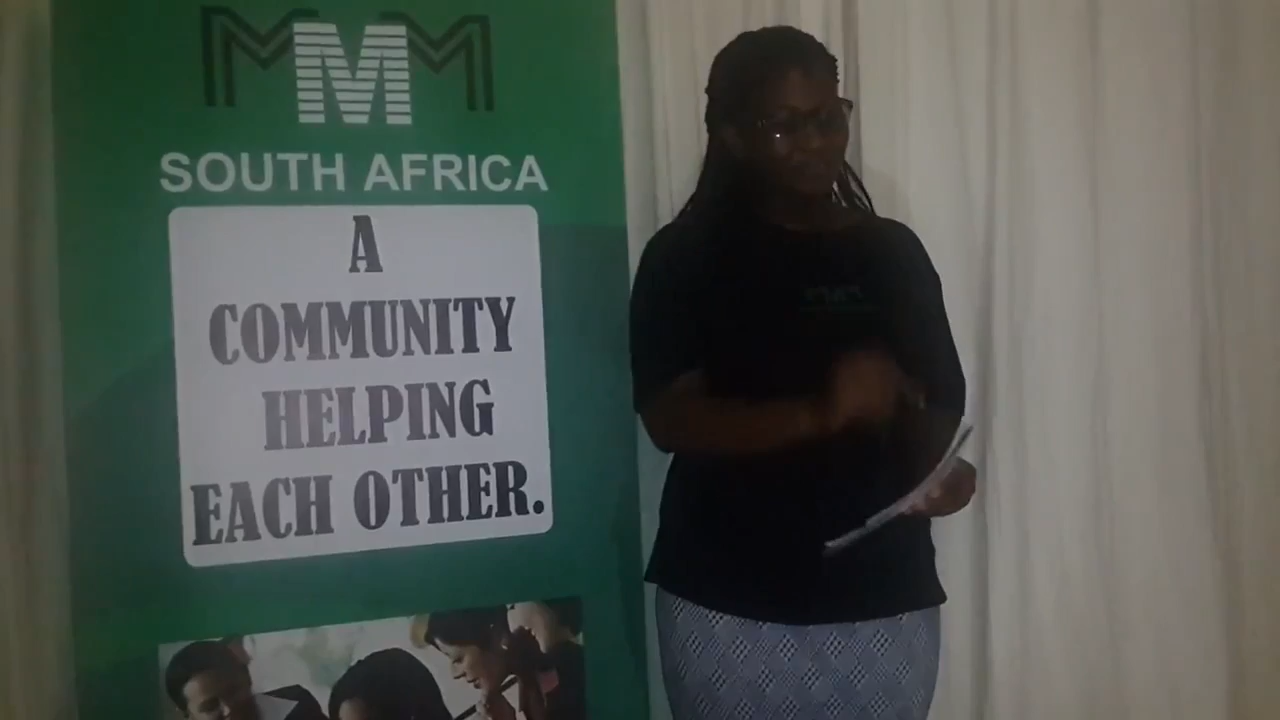 MMM
SOUTH AFRICA
A
COMMUNITY
HELPING
EACH OTHER.